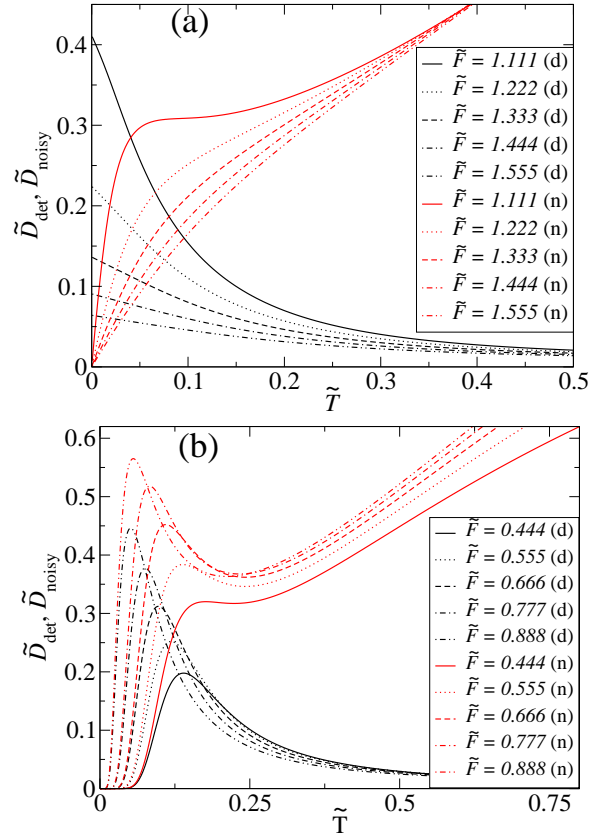 (a)
0.4
0.3
0.2
0.1
0
D̃det, D̃noisy
F̃ = 1.111 (d)
F̃ = 1.222 (d)
F̃ = 1.333 (d)
F̃ = 1.444 (d)
F̃ = 1.555 (d)
F̃ = 1.111 (n)
F̃ = 1.222 (n)
F̃ = 1.333 (n)
F̃ = 1.444 (n)
F̃ = 1.555 (n)
0 0.1 0.2 0.3 0.4 0.5
T̃
(b)
0.6
0.5
0.4
0.3
0.2
0.1
0
D̃det, D̃noisy
F̃ = 0.444 (d)
F̃ = 0.555 (d)
F̃ = 0.666 (d)
F̃ = 0.777 (d)
F̃ = 0.888 (d)
F̃ = 0.444 (n)
F̃ = 0.555 (n)
F̃ = 0.666 (n)
F̃ = 0.777 (n)
F̃ = 0.888 (n)
0 0.25 0.5 0.75
T̃